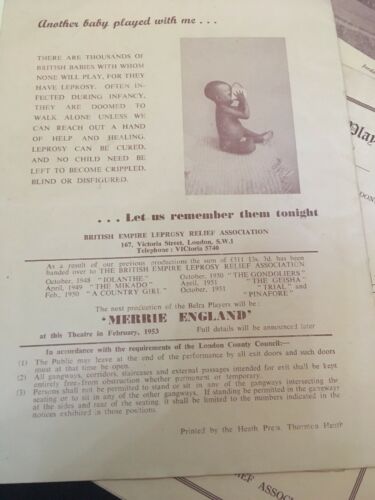 Another baby played with me . . .
THERE ARE THOUSANDS OF
BRITISH BABIES WITH WHOM
NONE WILL PLAY, FOR THEY
HAVE LEPROSY. OFTEN IN-
FECTED DURING INFANCY,
THEY ARE DOOMED TO
WALK ALONE UNLESS WE
CAN REACH OUT A HAND
OF HELP AND HEALING.
LEPROSY CAN BE CURED,
AND NO CHILD NEED BE
LEFT TO BECOME CRIPPLED,
BLIND OR DISFIGURED.
. . . Let us remember them tonight
BRITISH EMPIRE LEPROSY RELIEF ASSOCIATION
167, Victoria Street, London, S.W.1
Telephone : VICtoria 5740
As a result of our previous productions the sum of £311 13s. 3d. has been
handed over to THE BRITISH EMPIRE LEPROSY RELIEF ASSOCIATION
October, 1948 "IOLANTHE" October, 1950 "THE GONDOLIERS"
April, 1949 "THE MIKADO" April, 1951 "THE GEISHA"
Feb., 1950 "A COUNTRY GIRL" October, 1951 "TRIAL" and
"PINAFORE"
The next production of the Belra Players will be:
'MERRIE ENGLAND'
at this Theatre in February, 1953 Full details will be announced later
In accordance with the requirements of the London County Council:—
(1) The Public may leave at the end of the performance by all exit doors and such doors
must at that time be open.
(2) All gangways, corridors, staircases and external passages intended for exit shall be kept
entirely free from obstruction whether permanent or temporary.
(3) Persons shall not be permitted to stand or sit in any of the gangways intersecting the
seating or to sit in any of the other gangways. If standing be permitted in the gangways
at the sides and rear of the seating, it shall be limited to the numbers indicated in the
notices exhibited in those positions.
Printed by the Heath Press, Thornton Heath